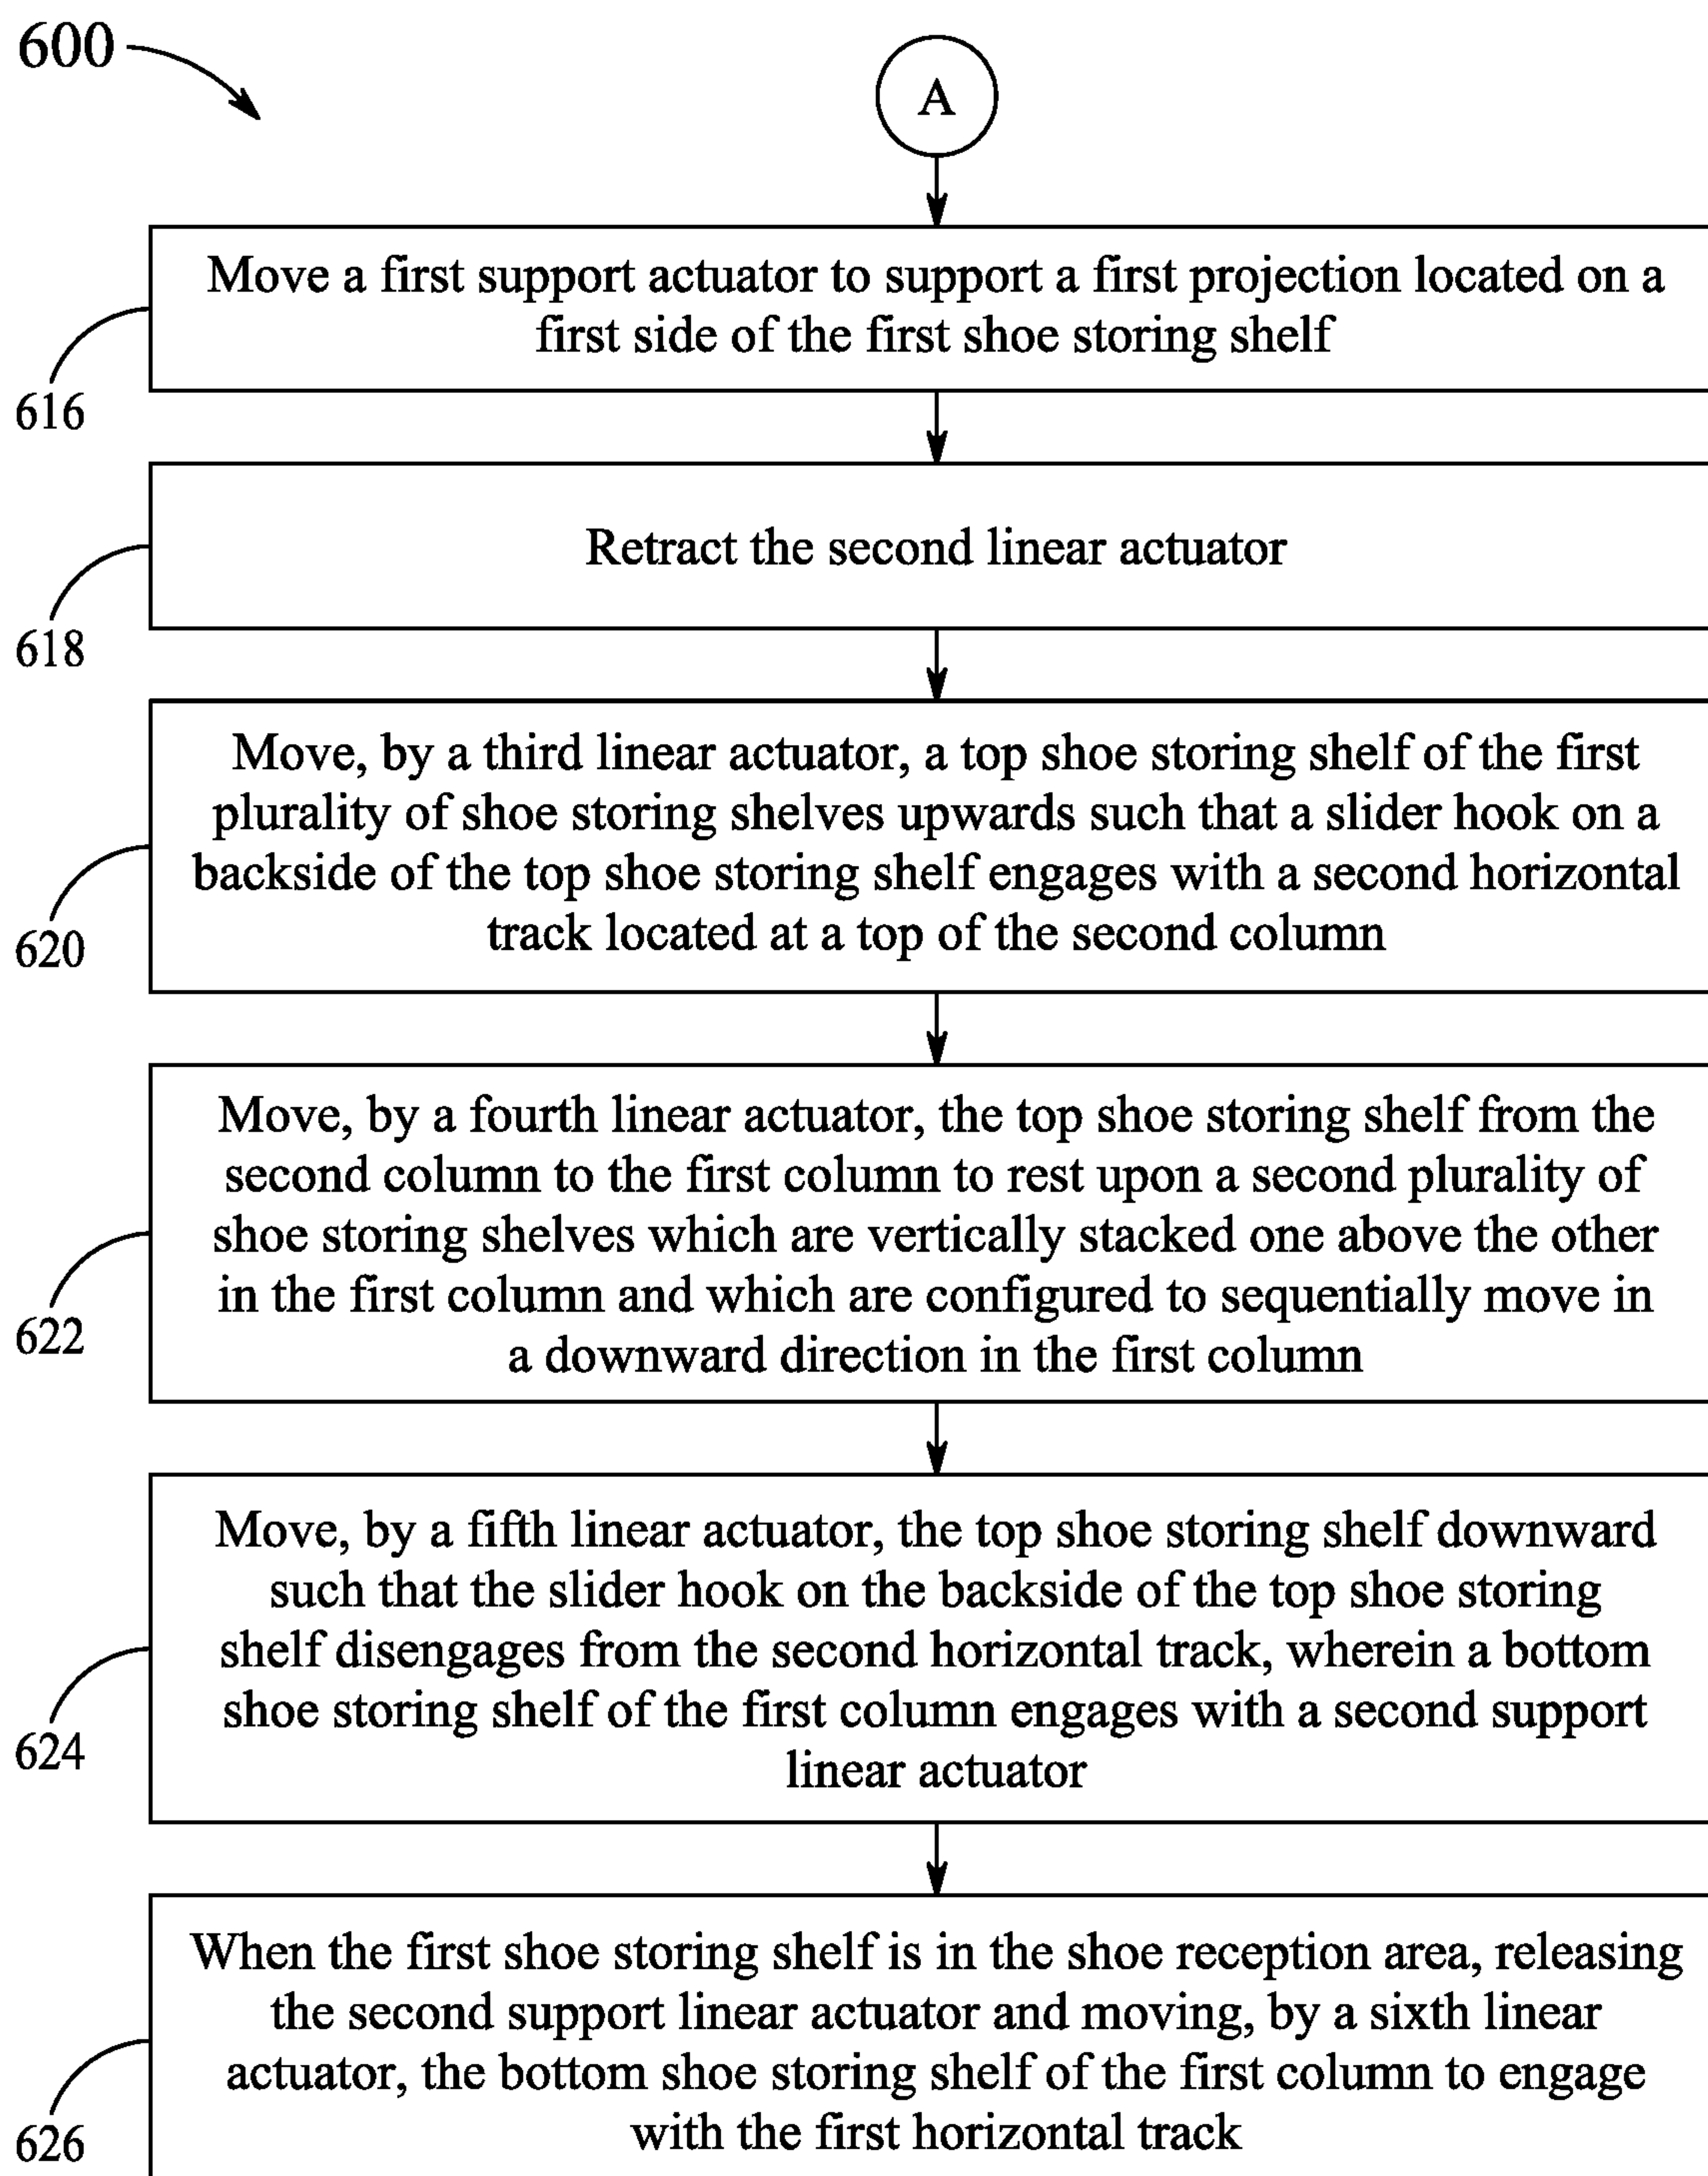 600
A
Move a first support actuator to support a first projection located on a
first side of the first shoe storing shelf
616
Retract the second linear actuator
618
Move, by a third linear actuator, a top shoe storing shelf of the first
plurality of shoe storing shelves upwards such that a slider hook on a
backside of the top shoe storing shelf engages with a second horizontal
track located at a top of the second column
620
Move, by a fourth linear actuator, the top shoe storing shelf from the
second column to the first column to rest upon a second plurality of
shoe storing shelves which are vertically stacked one above the other
in the first column and which are configured to sequentially move in
a downward direction in the first column
622
Move, by a fifth linear actuator, the top shoe storing shelf downward
such that the slider hook on the backside of the top shoe storing
shelf disengages from the second horizontal track, wherein a bottom
shoe storing shelf of the first column engages with a second support
linear actuator
624
When the first shoe storing shelf is in the shoe reception area, releasing
the second support linear actuator and moving, by a sixth linear
actuator, the bottom shoe storing shelf of the first column to engage
with the first horizontal track
626